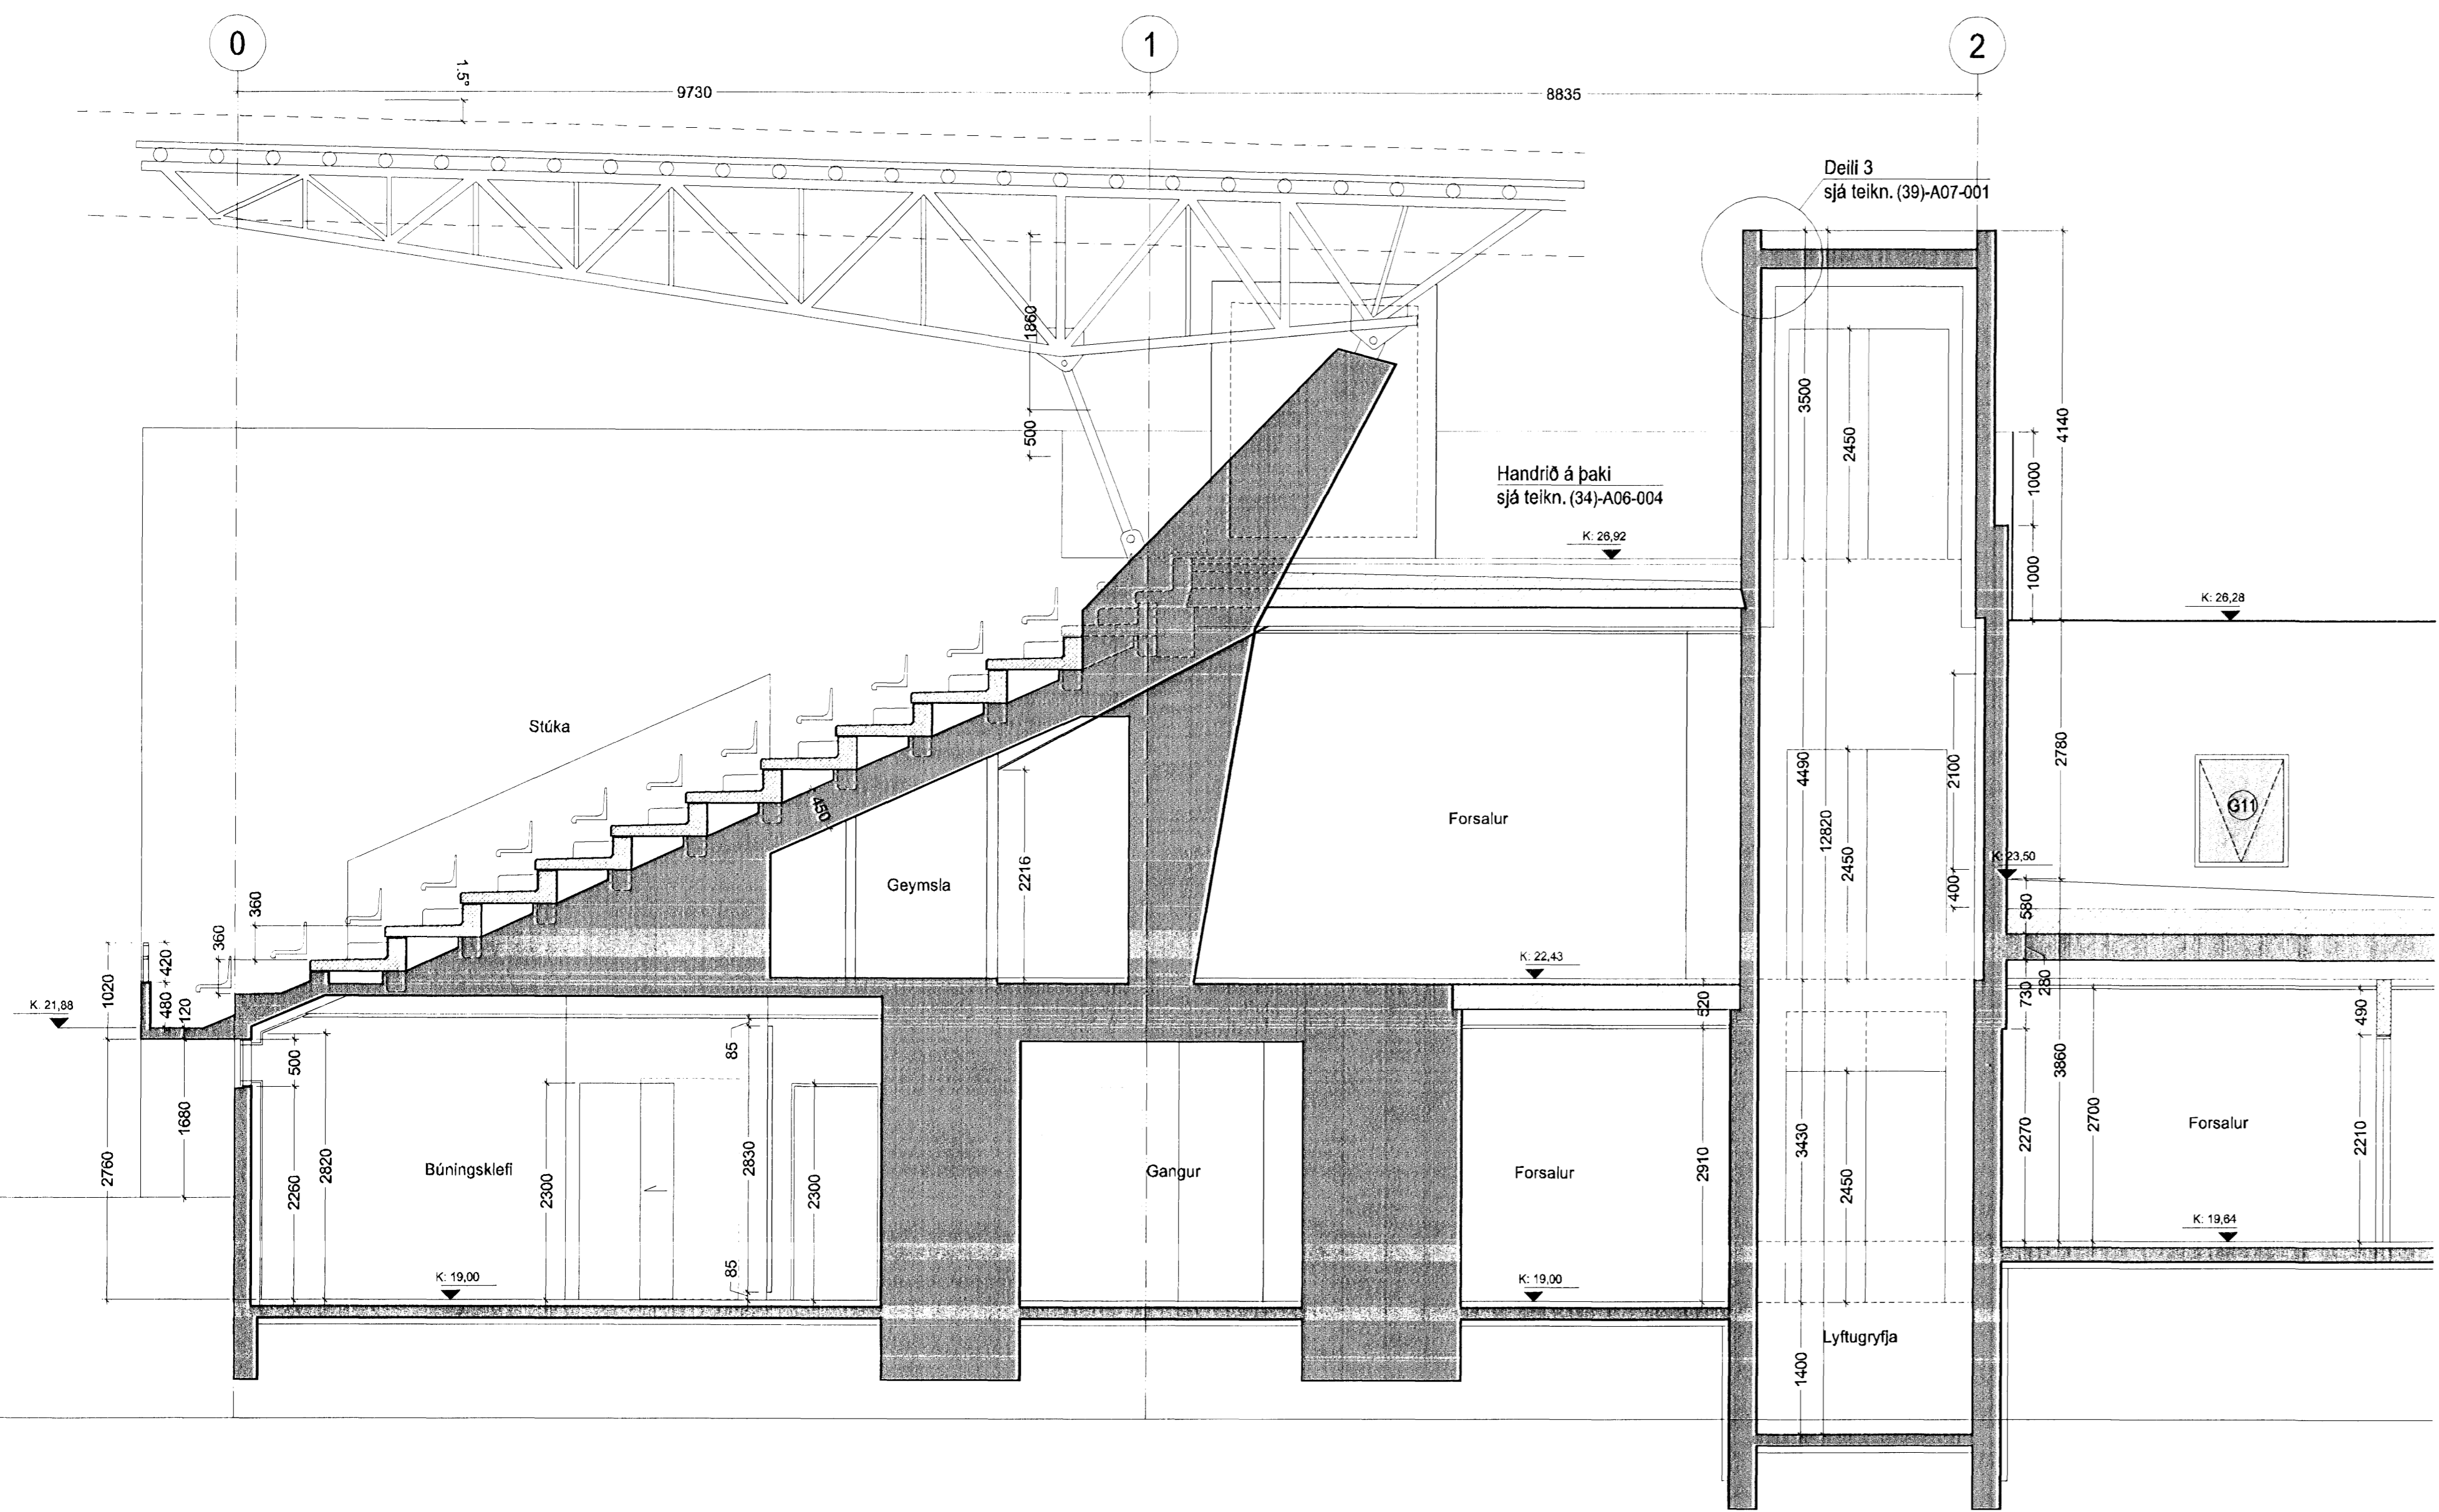 0
1
2
1.5°
9730
8835
Deili 3
sjá teikn. (39)-A07-001
1860
500
3500
2450
4140
1000
1000
Handrið á þaki
sjá teikn. (34)-A06-004
K: 26,92
K: 26,28
Stúka
450
Geymsla
2216
Forsalur
4490
12820
2450
2100
400
2780
G11
K: 23,50
580
280
730
360
360
420
1020
480
120
K: 21,88
K: 22,43
520
490
500
85
1680
2760
2260
2820
Búningsklefi
2300
2830
2300
85
Gangur
Forsalur
2910
3430
2450
2270
3860
2700
Forsalur
2210
K: 19,64
K: 19,00
K: 19,00
Lyftugryfja
1400